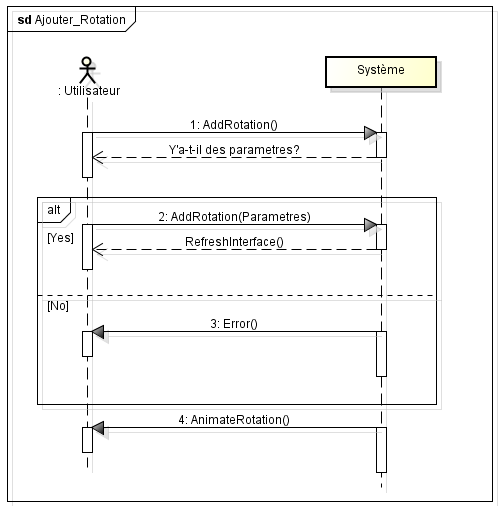 sd Ajouter_Rotation
Système
: Utilisateur
1: AddRotation()
Y'a-t-il des parametres?
alt
2: AddRotation(Parametres)
[Yes]
RefreshInterface()
[No]
3: Error()
4: AnimateRotation()